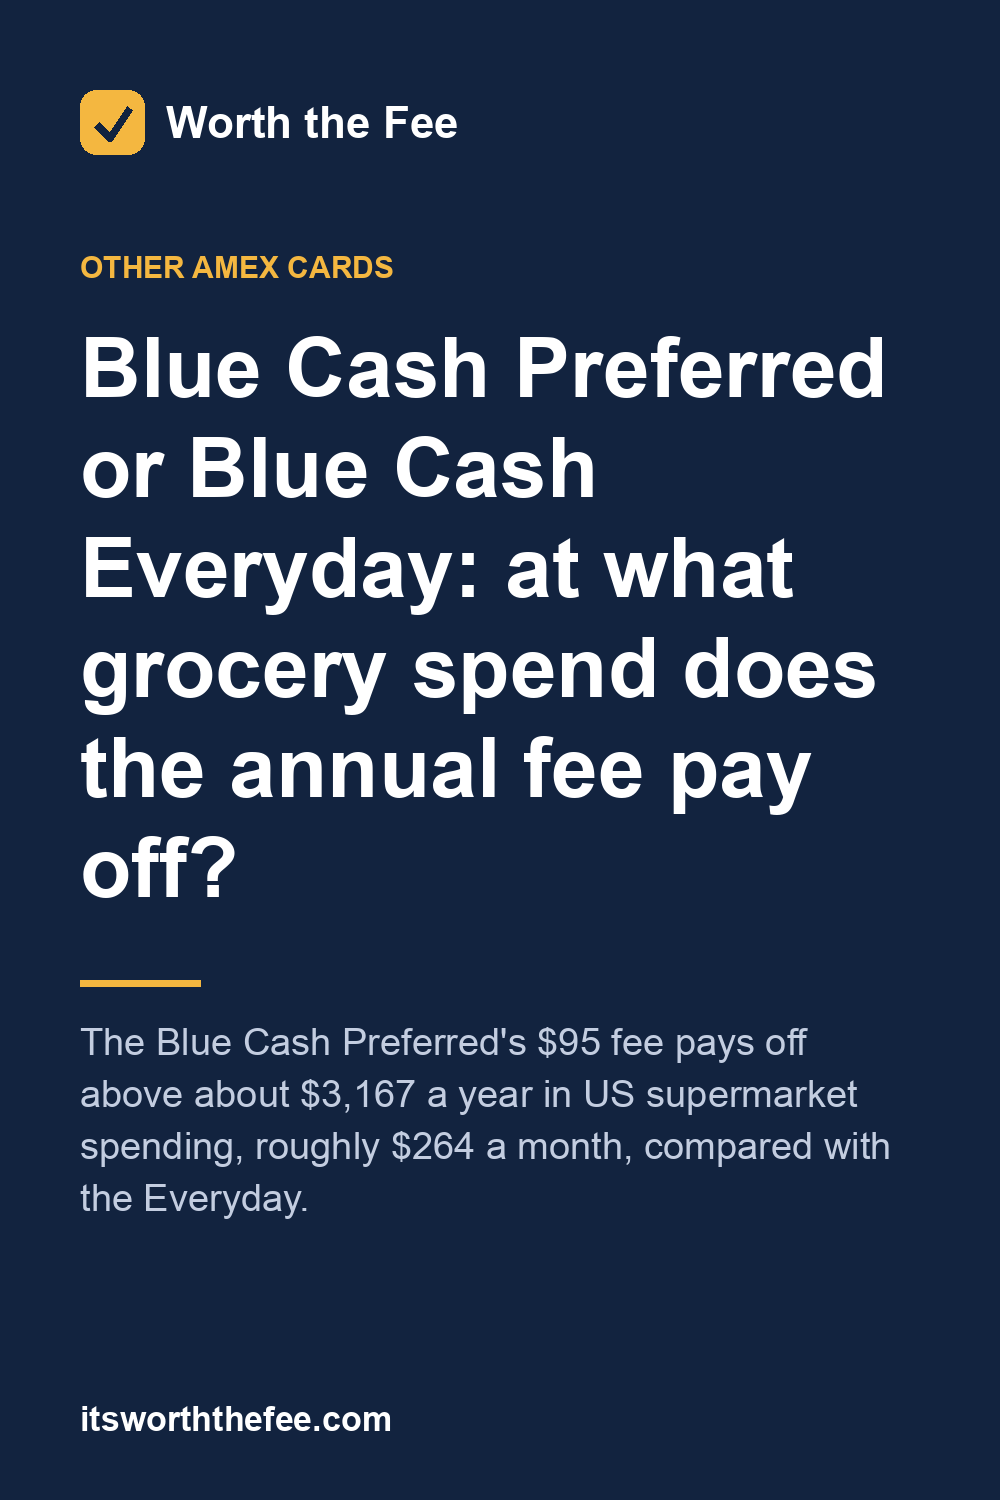 Worth the Fee
OTHER AMEX CARDS
Blue Cash Preferred
or Blue Cash
Everyday: at what
grocery spend does
the annual fee pay
off?
The Blue Cash Preferred's $95 fee pays off
above about $3,167 a year in US supermarket
spending, roughly $264 a month, compared with
the Everyday.
itsworththefee.com